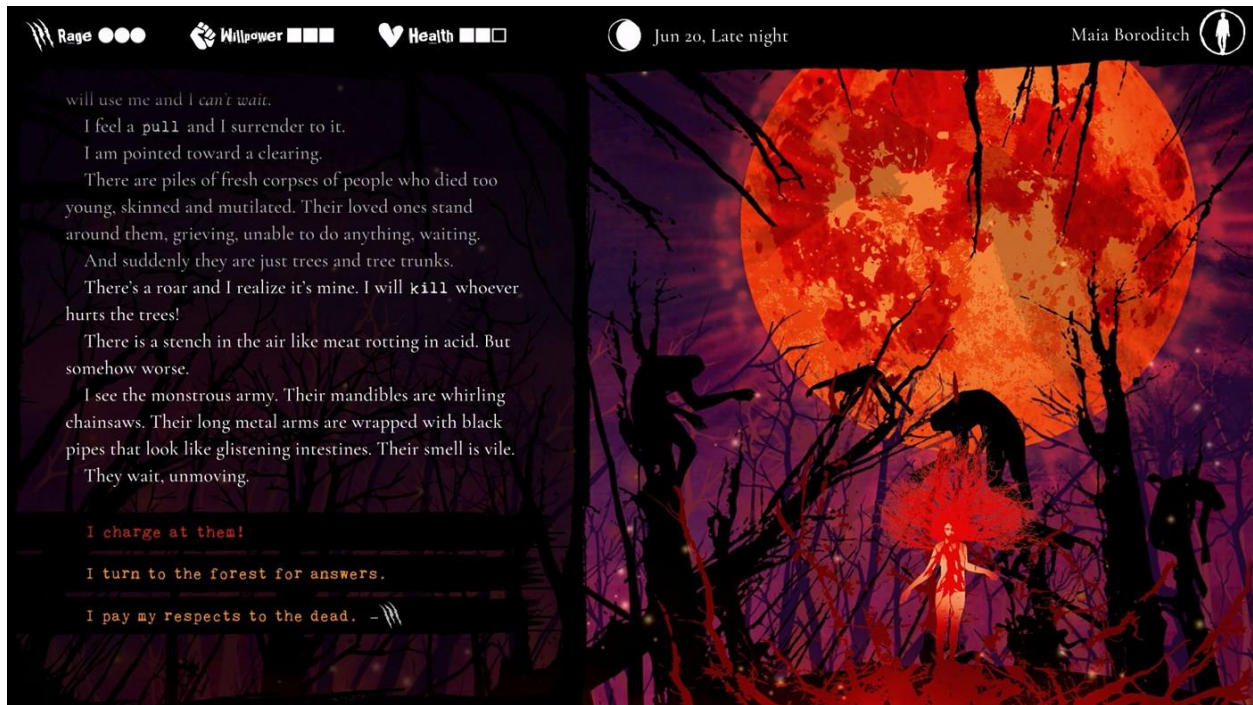 Rage Willpower Health Jun 20, Late night Maia Boroditch
will use me and I can't wait.
I feel a pull and I surrender to it.
I am pointed toward a clearing.
There are piles of fresh corpses of people who died too
young, skinned and mutilated. Their loved ones stand
around them, grieving, unable to do anything, waiting.
And suddenly they are just trees and tree trunks.
There's a roar and I realize it's mine. I will kill whoever
hurts the trees!
There is a stench in the air like meat rotting in acid. But
somehow worse.
I see the monstrous army. Their mandibles are whirling
chainsaws. Their long metal arms are wrapped with black
pipes that look like glistening intestines. Their smell is vile.
They wait, unmoving.
I charge at them!
I turn to the forest for answers.
I pay my respects to the dead. –